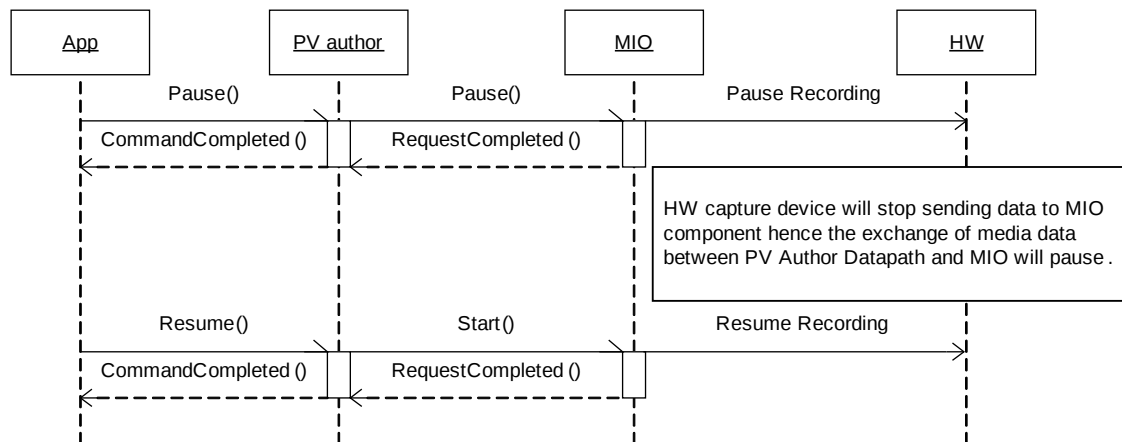 App
PV author
MIO
HW
Pause()
Pause()
Pause Recording
CommandCompleted ()
RequestCompleted ()
HW capture device will stop sending data to MIO
component hence the exchange of media data
between PV Author Datapath and MIO will pause .
Resume()
Start()
Resume Recording
CommandCompleted ()
RequestCompleted ()